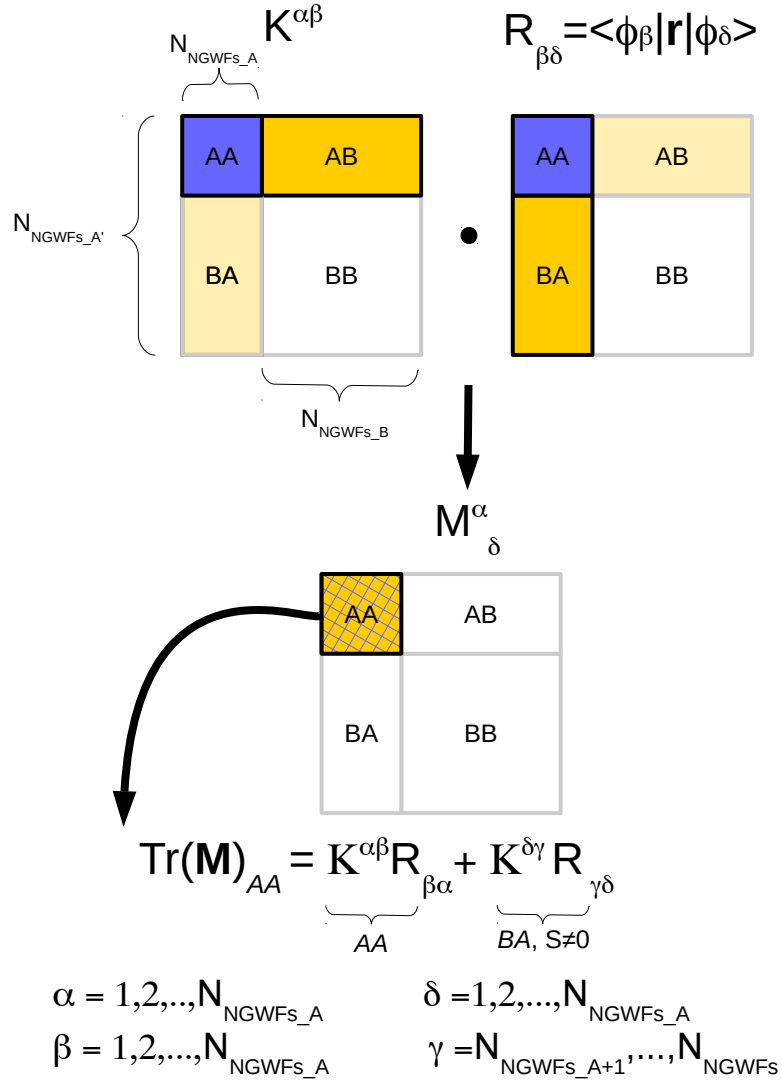 N_NGWFs_A K^αβ R_βδ=<ϕβ|r|ϕδ>
AA AB AA AB
N_NGWFs_A'
BA BB BA BB
N_NGWFs_B
M^α_δ
AA AB
BA BB
Tr(M)_AA = K^αβ R_βα + K^δγ R_γδ
AA BA, S≠0
α = 1,2,..,N_NGWFs_A δ =1,2,...,N_NGWFs_A
β = 1,2,...,N_NGWFs_A γ =N_NGWFs_A+1,...,N_NGWFs